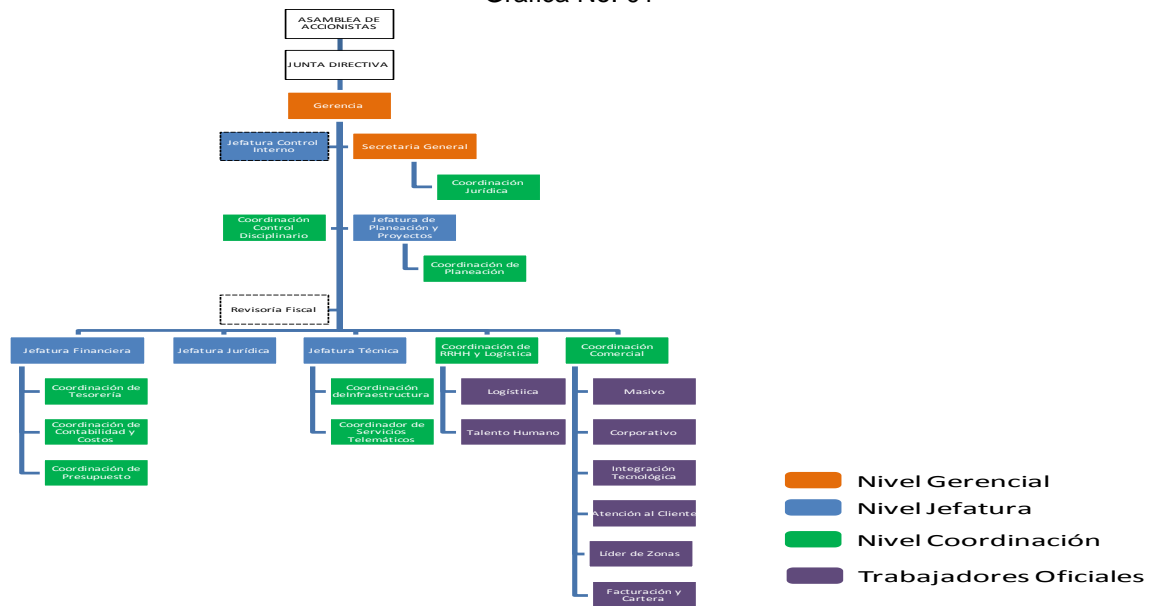 Gráfica No. 01
ASAMBLEA DE
ACCIONISTAS
JUNTA DIRECTIVA
Gerencia
Jefatura Control
Interno
Secretaria General
Coordinación
Jurídica
Coordinación
Control
Disciplinario
Jefatura de
Planeación y
Proyectos
Coordinación de
Planeación
Revisoría Fiscal
Jefatura Financiera
Jefatura Jurídica
Jefatura Técnica
Coordinación de
RRHH y Logística
Coordinación
Comercial
Coordinación de
Tesorería
Coordinación de
Contabilidad y
Costos
Coordinación de
Presupuesto
Coordinación
deInfraestructura
Coordinador de
Servicios
Telemáticos
Logístiica
Talento Humano
Masivo
Corporativo
Integración
Tecnológica
Atención al Cliente
Líder de Zonas
Facturación y
Cartera
Nivel Gerencial
Nivel Jefatura
Nivel Coordinación
Trabajadores Oficiales